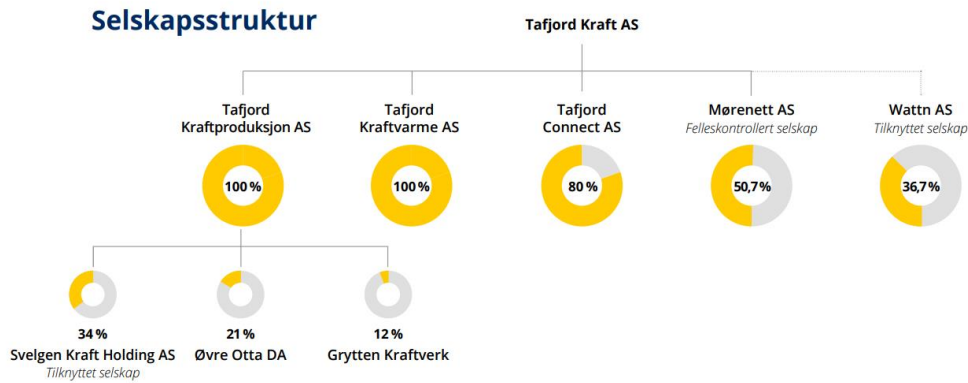 Selskapsstruktur
Tafjord Kraft AS
Tafjord
Kraftproduksjon AS
100 %
Tafjord
Kraftvarme AS
100 %
Tafjord
Connect AS
80 %
Mørenett AS
Felleskontrollert selskap
50,7 %
Wattn AS
Tilknyttet selskap
36,7 %
34 %
Svelgen Kraft Holding AS
Tilknyttet selskap
21 %
Øvre Otta DA
12 %
Grytten Kraftverk